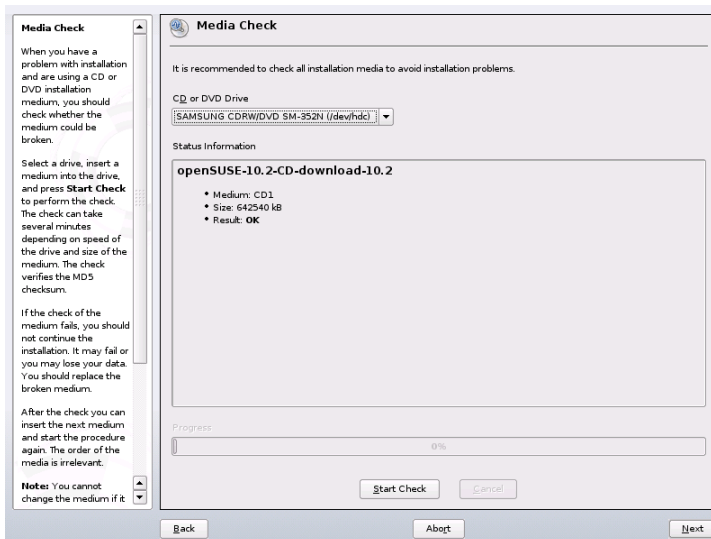 Media Check
When you have a
problem with installation
and are using a CD or
DVD installation
medium, you should
check whether the
medium could be
broken.
Select a drive, insert a
medium into the drive,
and press Start Check
to perform the check.
The check can take
several minutes
depending on speed of
the drive and size of the
medium. The check
verifies the MD5
checksum.
If the check of the
medium fails, you should
not continue the
installation. It may fail or
you may lose your data.
You should replace the
broken medium.
After the check you can
insert the next medium
and start the procedure
again. The order of the
media is irrelevant.
Note: You cannot
change the medium if it
Media Check
It is recommended to check all installation media to avoid installation problems.
CD or DVD Drive
SAMSUNG CDRW/DVD SM-352N (/dev/hdc)
Status Information
openSUSE-10.2-CD-download-10.2
• Medium: CD1
• Size: 642540 kB
• Result: OK
Progress
0%
Start Check
Cancel
Back
Abort
Next